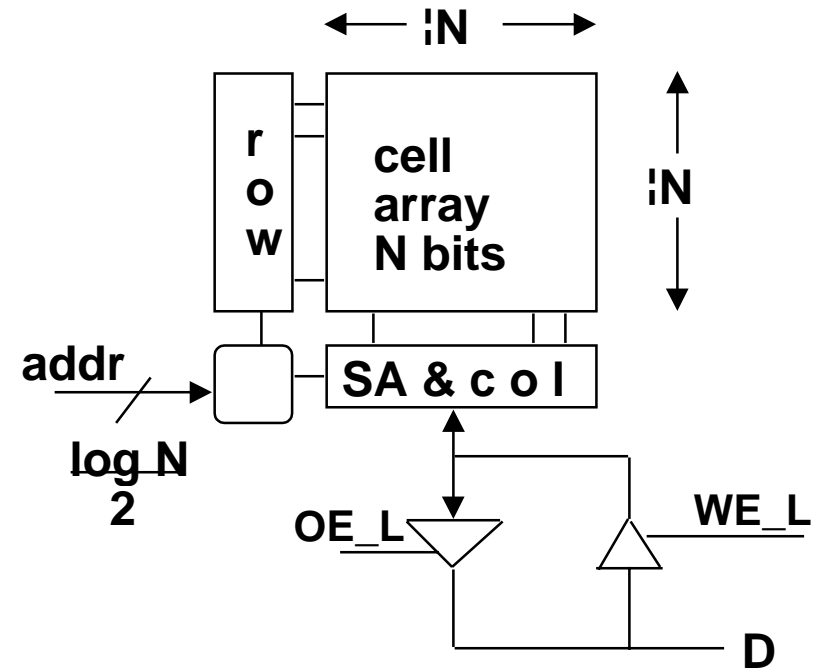 ¦N
r
o
w
cell
array
N bits
¦N
addr
SA & c o l
log N
2
OE_L
WE_L
D